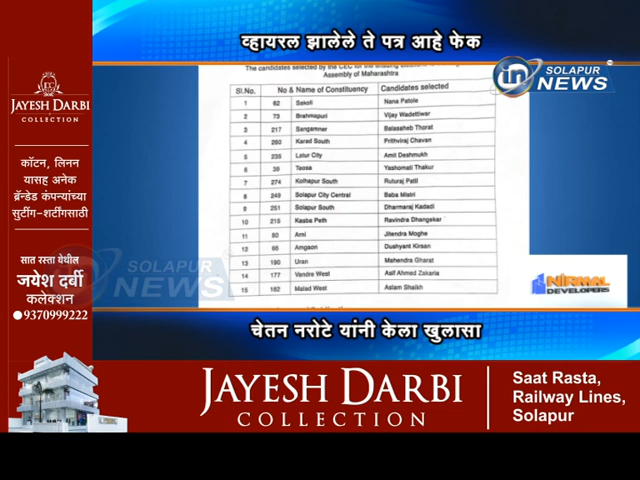 व्हायरल झालेले ते पत्र आहे फेक
in SOLAPUR NEWS
The candidates selected by the CEC for the
Assembly of Maharashtra
Sl.No. No & Name of Constituency Candidates selected
1 62 Sakoli Nana Patole
2 73 Brahmapuri Vijay Wadettiwar
3 217 Sangamner Balasaheb Thorat
4 260 Karad South Prithviraj Chavan
5 235 Latur City Amit Deshmukh
6 39 Teosa Yashomati Thakur
7 274 Kolhapur South Ruturaj Patil
8 249 Solapur City Central Baba Mistri
9 251 Solapur South Dharmaraj Kadadi
10 215 Kasba Peth Ravindra Dhangekar
11 80 Arni Jitendra Moghe
12 66 Amgaon Dushyant Kirsan
13 190 Uran Mahendra Gharat
14 177 Vandre West Asif Ahmed Zakaria
15 162 Malad West Aslam Shaikh
SOLAPUR
NEWS
NIRMAL
DEVELOPERS
चेतन नरोटे यांनी केला खुलासा
JAYESH DARBI
COLLECTION
कॉटन, लिनन
यासह अनेक
ब्रॅन्डेड कंपन्यांच्या
सुटींग-शर्टींगसाठी
सात रस्ता येथील
जयेश दर्बी
कलेक्शन
9370999222
JAYESH DARBI
COLLECTION
Saat Rasta,
Railway Lines,
Solapur